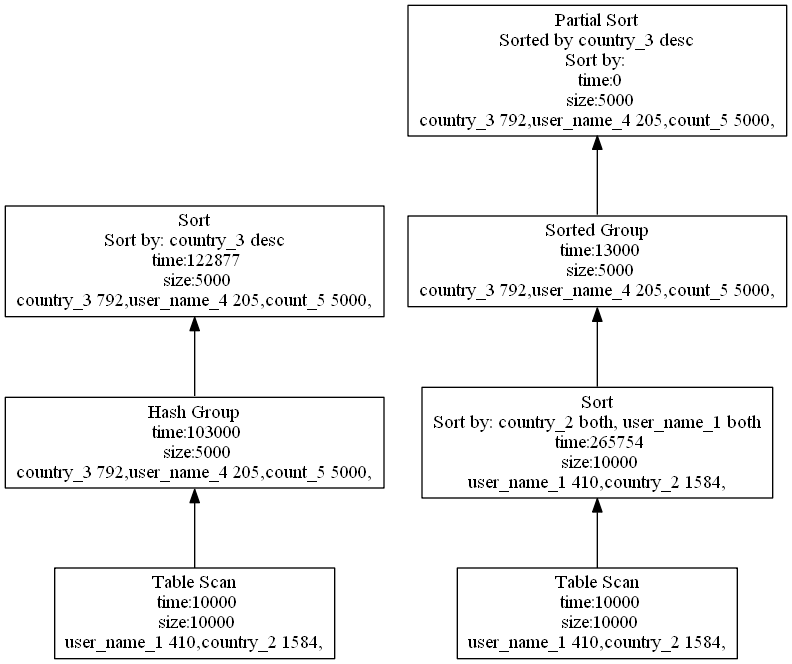 Partial Sort
Sorted by country_3 desc
Sort by:
time:0
size:5000
country_3 792,user_name_4 205,count_5 5000,
Sort
Sort by: country_3 desc
time:122877
size:5000
country_3 792,user_name_4 205,count_5 5000,
Sorted Group
time:13000
size:5000
country_3 792,user_name_4 205,count_5 5000,
Hash Group
time:103000
size:5000
country_3 792,user_name_4 205,count_5 5000,
Sort
Sort by: country_2 both, user_name_1 both
time:265754
size:10000
user_name_1 410,country_2 1584,
Table Scan
time:10000
size:10000
user_name_1 410,country_2 1584,
Table Scan
time:10000
size:10000
user_name_1 410,country_2 1584,